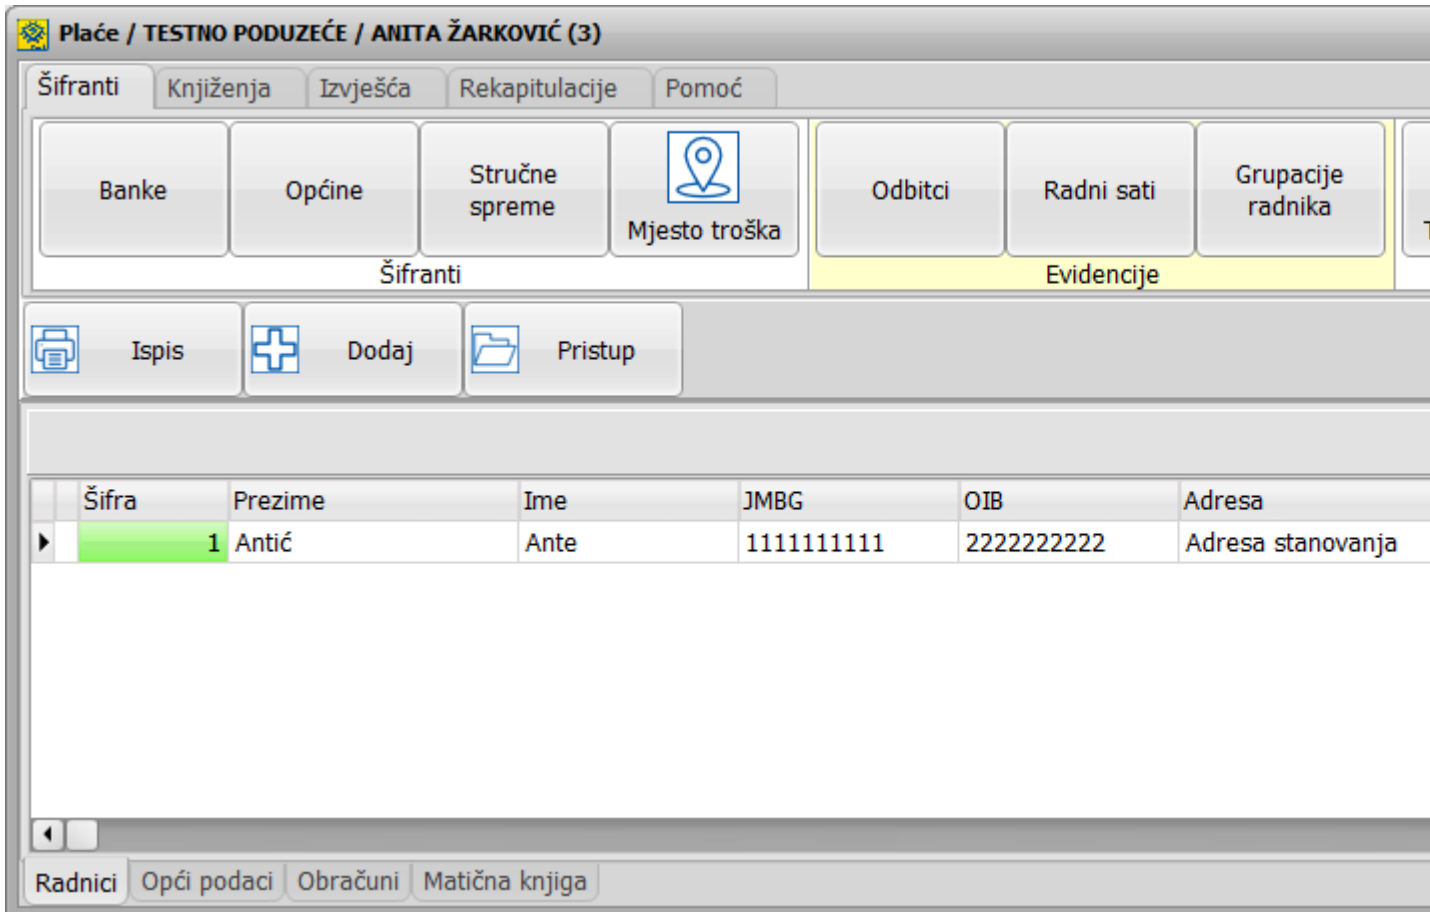 Plaće / TESTNO PODUZEĆE / ANITA ŽARKOVIĆ (3)
Šifranti Knjiženja Izvješća Rekapitulacije Pomoć
Banke Općine Stručne spreme Mjesto troška Odbitci Radni sati Grupacije radnika
Šifranti Evidencije
Ispis Dodaj Pristup
Šifra Prezime Ime JMBG OIB Adresa
1 Antić Ante 1111111111 2222222222 Adresa stanovanja
Radnici Opći podaci Obračuni Matična knjiga